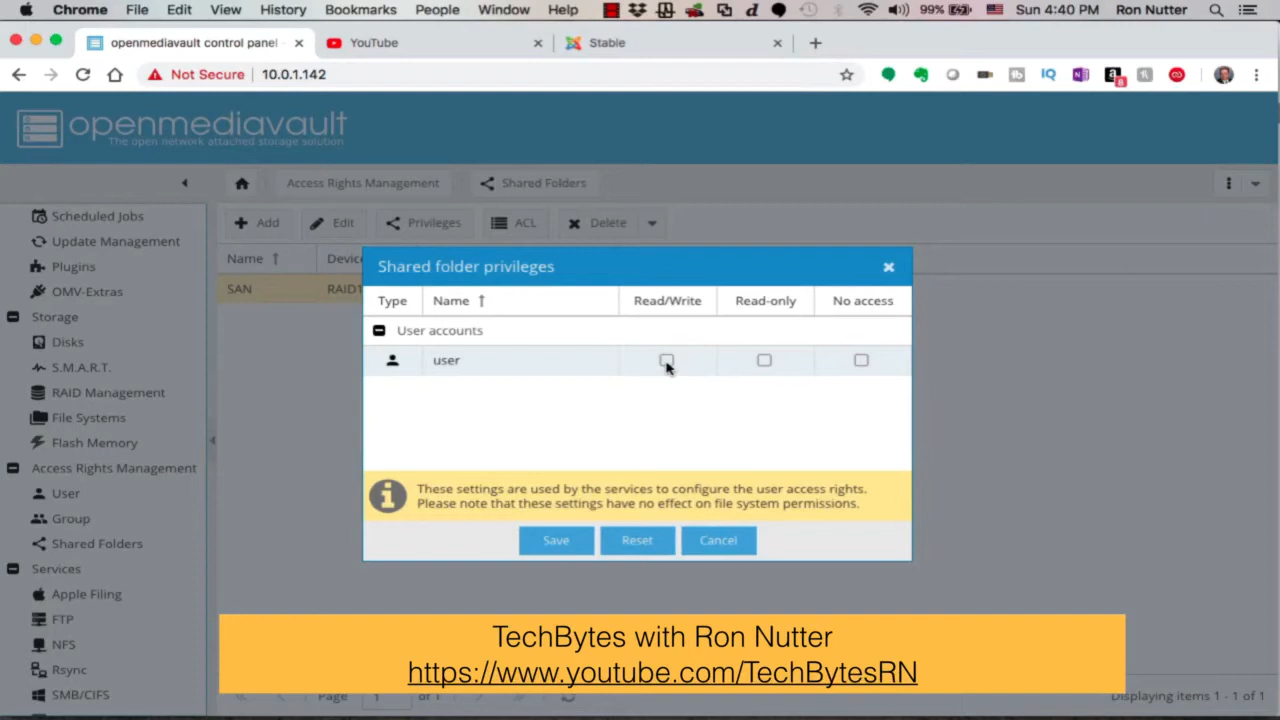 Chrome File Edit View History Bookmarks People Window Help 99% Sun 4:40 PM Ron Nutter
openmediavault control panel YouTube Stable
Not Secure 10.0.1.142
openmediavault
The open network attached storage solution
Access Rights Management Shared Folders
Add Edit Privileges ACL Delete
Name Device
SAN RAID1
Scheduled Jobs
Update Management
Plugins
OMV-Extras
Storage
Disks
S.M.A.R.T.
RAID Management
File Systems
Flash Memory
Access Rights Management
User
Group
Shared Folders
Services
Apple Filing
FTP
NFS
Rsync
SMB/CIFS
Shared folder privileges
Type Name Read/Write Read-only No access
User accounts
user
These settings are used by the services to configure the user access rights.
Please note that these settings have no effect on file system permissions.
Save Reset Cancel
TechBytes with Ron Nutter
https://www.youtube.com/TechBytesRN
Page 1 of 1 Displaying items 1 - 1 of 1